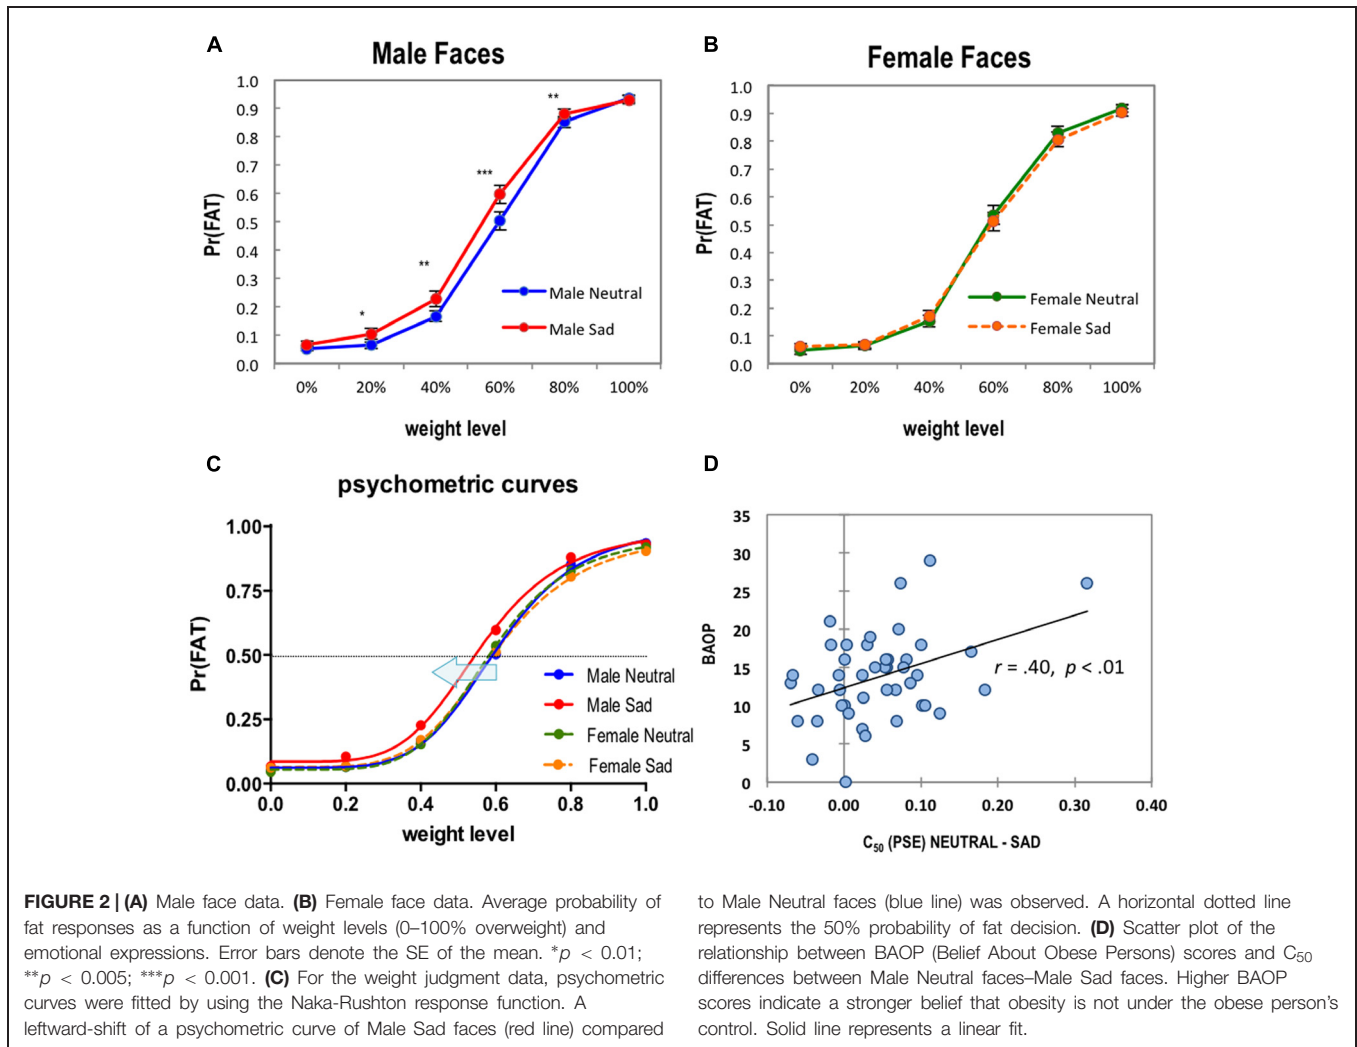 A
Male Faces
Pr(FAT)
1.0
0.9
0.8
0.7
0.6
0.5
0.4
0.3
0.2
0.1
0.0
*
**
***
**
Male Neutral
Male Sad
0% 20% 40% 60% 80% 100%
weight level
B
Female Faces
Pr(FAT)
1.0
0.9
0.8
0.7
0.6
0.5
0.4
0.3
0.2
0.1
0.0
Female Neutral
Female Sad
0% 20% 40% 60% 80% 100%
weight level
C
psychometric curves
Pr(FAT)
1.00
0.75
0.50
0.25
0.00
Male Neutral
Male Sad
Female Neutral
Female Sad
0.0 0.2 0.4 0.6 0.8 1.0
weight level
D
BAOP
35
30
25
20
15
10
5
0
r = .40, p < .01
-0.10 0.00 0.10 0.20 0.30 0.40
C50 (PSE) NEUTRAL - SAD
FIGURE 2 | (A) Male face data. (B) Female face data. Average probability of
fat responses as a function of weight levels (0–100% overweight) and
emotional expressions. Error bars denote the SE of the mean. *p < 0.01;
**p < 0.005; ***p < 0.001. (C) For the weight judgment data, psychometric
curves were fitted by using the Naka-Rushton response function. A
leftward-shift of a psychometric curve of Male Sad faces (red line) compared
to Male Neutral faces (blue line) was observed. A horizontal dotted line
represents the 50% probability of fat decision. (D) Scatter plot of the
relationship between BAOP (Belief About Obese Persons) scores and C50
differences between Male Neutral faces–Male Sad faces. Higher BAOP
scores indicate a stronger belief that obesity is not under the obese person's
control. Solid line represents a linear fit.